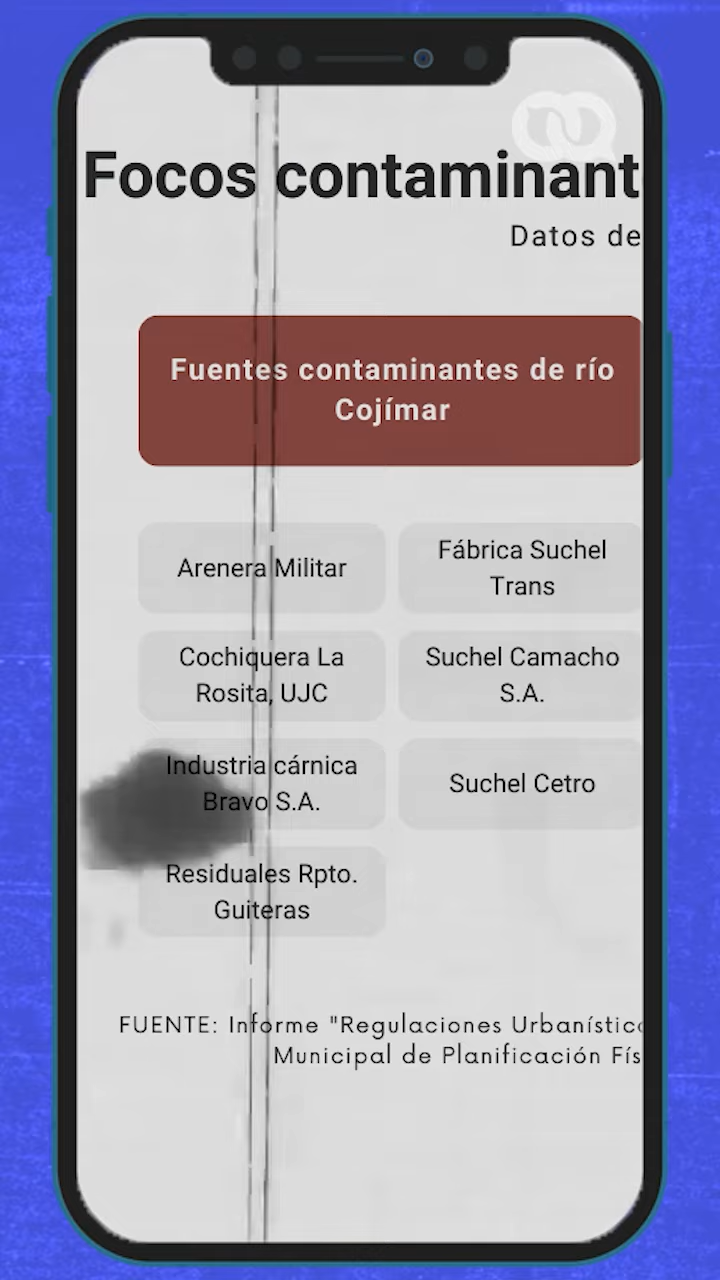 Focos contaminant
Datos de
Fuentes contaminantes de río
Cojímar
Arenera Militar
Fábrica Suchel
Trans
Cochiquera La
Rosita, UJC
Suchel Camacho
S.A.
Industria cárnica
Bravo S.A.
Suchel Cetro
Residuales Rpto.
Guiteras
FUENTE: Informe "Regulaciones Urbanístic
Municipal de Planificación Fís